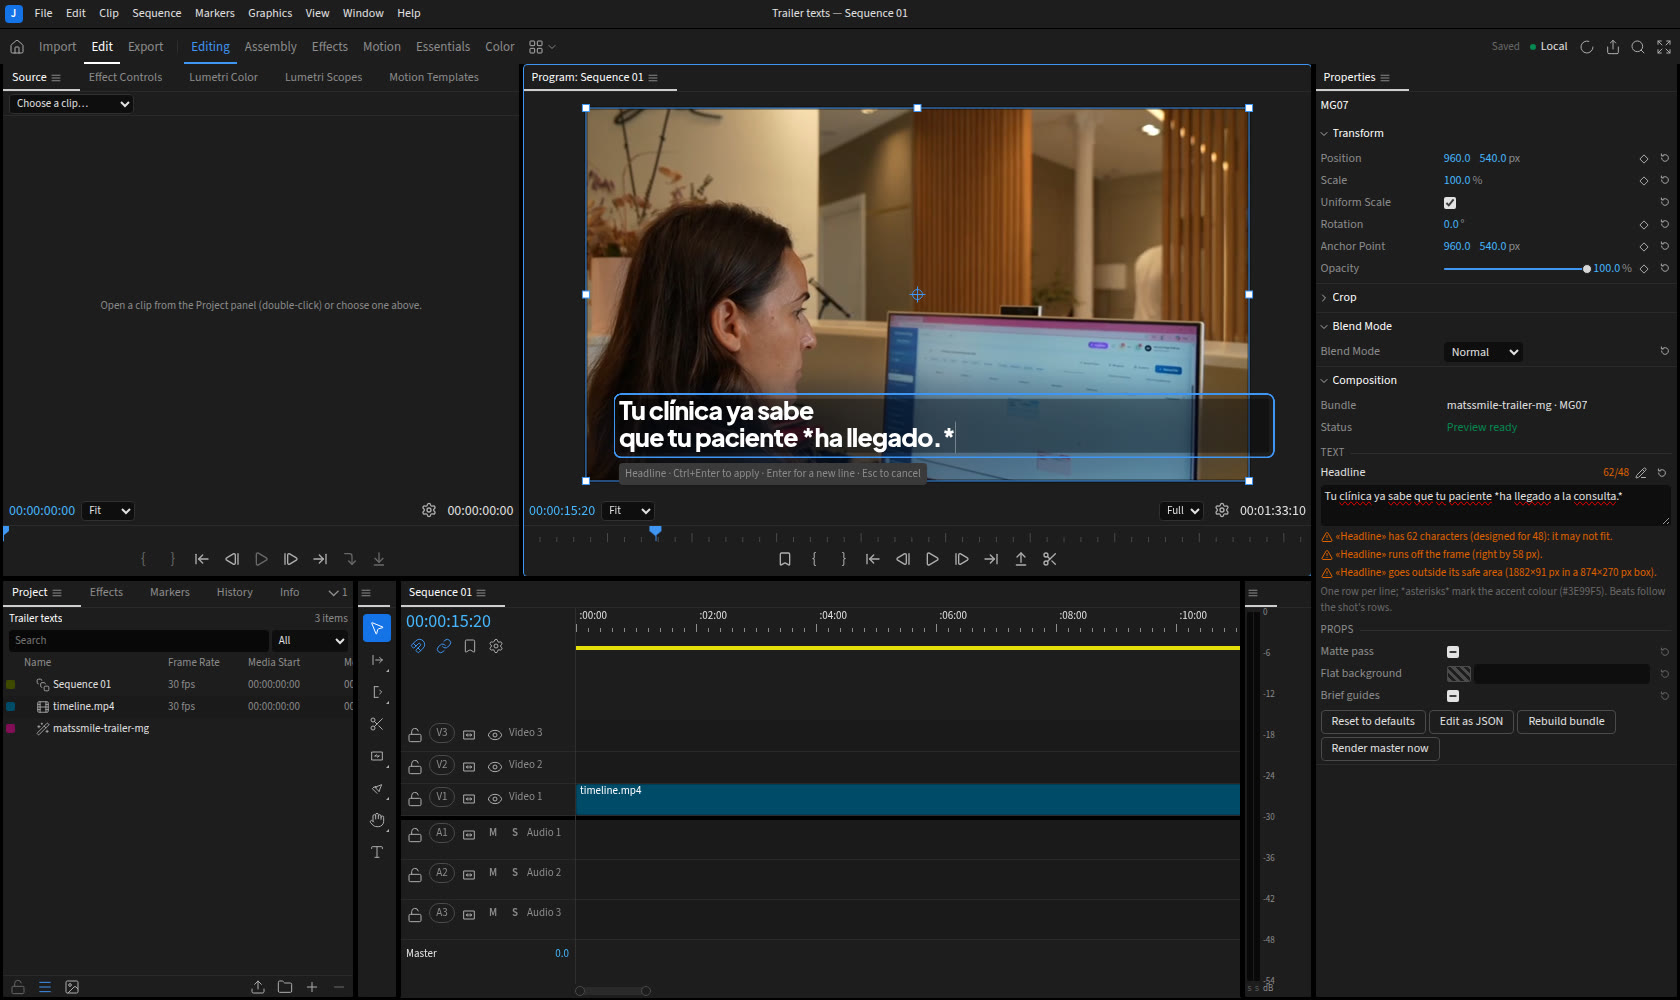 J File Edit Clip Sequence Markers Graphics View Window Help
Trailer texts — Sequence 01
Import Edit Export Editing Assembly Effects Motion Essentials Color
Saved Local
Source Effect Controls Lumetri Color Lumetri Scopes Motion Templates
Choose a clip…
Open a clip from the Project panel (double-click) or choose one above.
00:00:00:00 Fit 00:00:00:00
Program: Sequence 01
Tu clínica ya sabe
que tu paciente *ha llegado.*
Headline · Ctrl+Enter to apply · Enter for a new line · Esc to cancel
00:00:15:20 Fit Full 00:01:33:10
Properties
MG07
Transform
Position 960.0 540.0 px
Scale 100.0 %
Uniform Scale
Rotation 0.0 °
Anchor Point 960.0 540.0 px
Opacity 100.0 %
Crop
Blend Mode
Blend Mode Normal
Composition
Bundle matssmile-trailer-mg · MG07
Status Preview ready
TEXT
Headline 62/48
Tu clínica ya sabe que tu paciente *ha llegado a la consulta.*
«Headline» has 62 characters (designed for 48): it may not fit.
«Headline» runs off the frame (right by 58 px).
«Headline» goes outside its safe area (1882×91 px in a 874×270 px box).
One row per line; *asterisks* mark the accent colour (#3E99F5). Beats follow
the shot's rows.
PROPS
Matte pass
Flat background
Brief guides
Reset to defaults Edit as JSON Rebuild bundle
Render master now
Project Effects Markers History Info 1
Trailer texts 3 items
Search All
Name Frame Rate Media Start
Sequence 01 30 fps 00:00:00:00
timeline.mp4 30 fps 00:00:00:00
matssmile-trailer-mg
Sequence 01
00:00:15:20
:00:00 :02:00 :04:00 :06:00 :08:00 :10:00
V3 Video 3
V2 Video 2
V1 Video 1
timeline.mp4
A1 M S Audio 1
A2 M S Audio 2
A3 M S Audio 3
Master 0.0
0
-6
-12
-18
-24
-30
-36
-42
-48
-54
S S dB